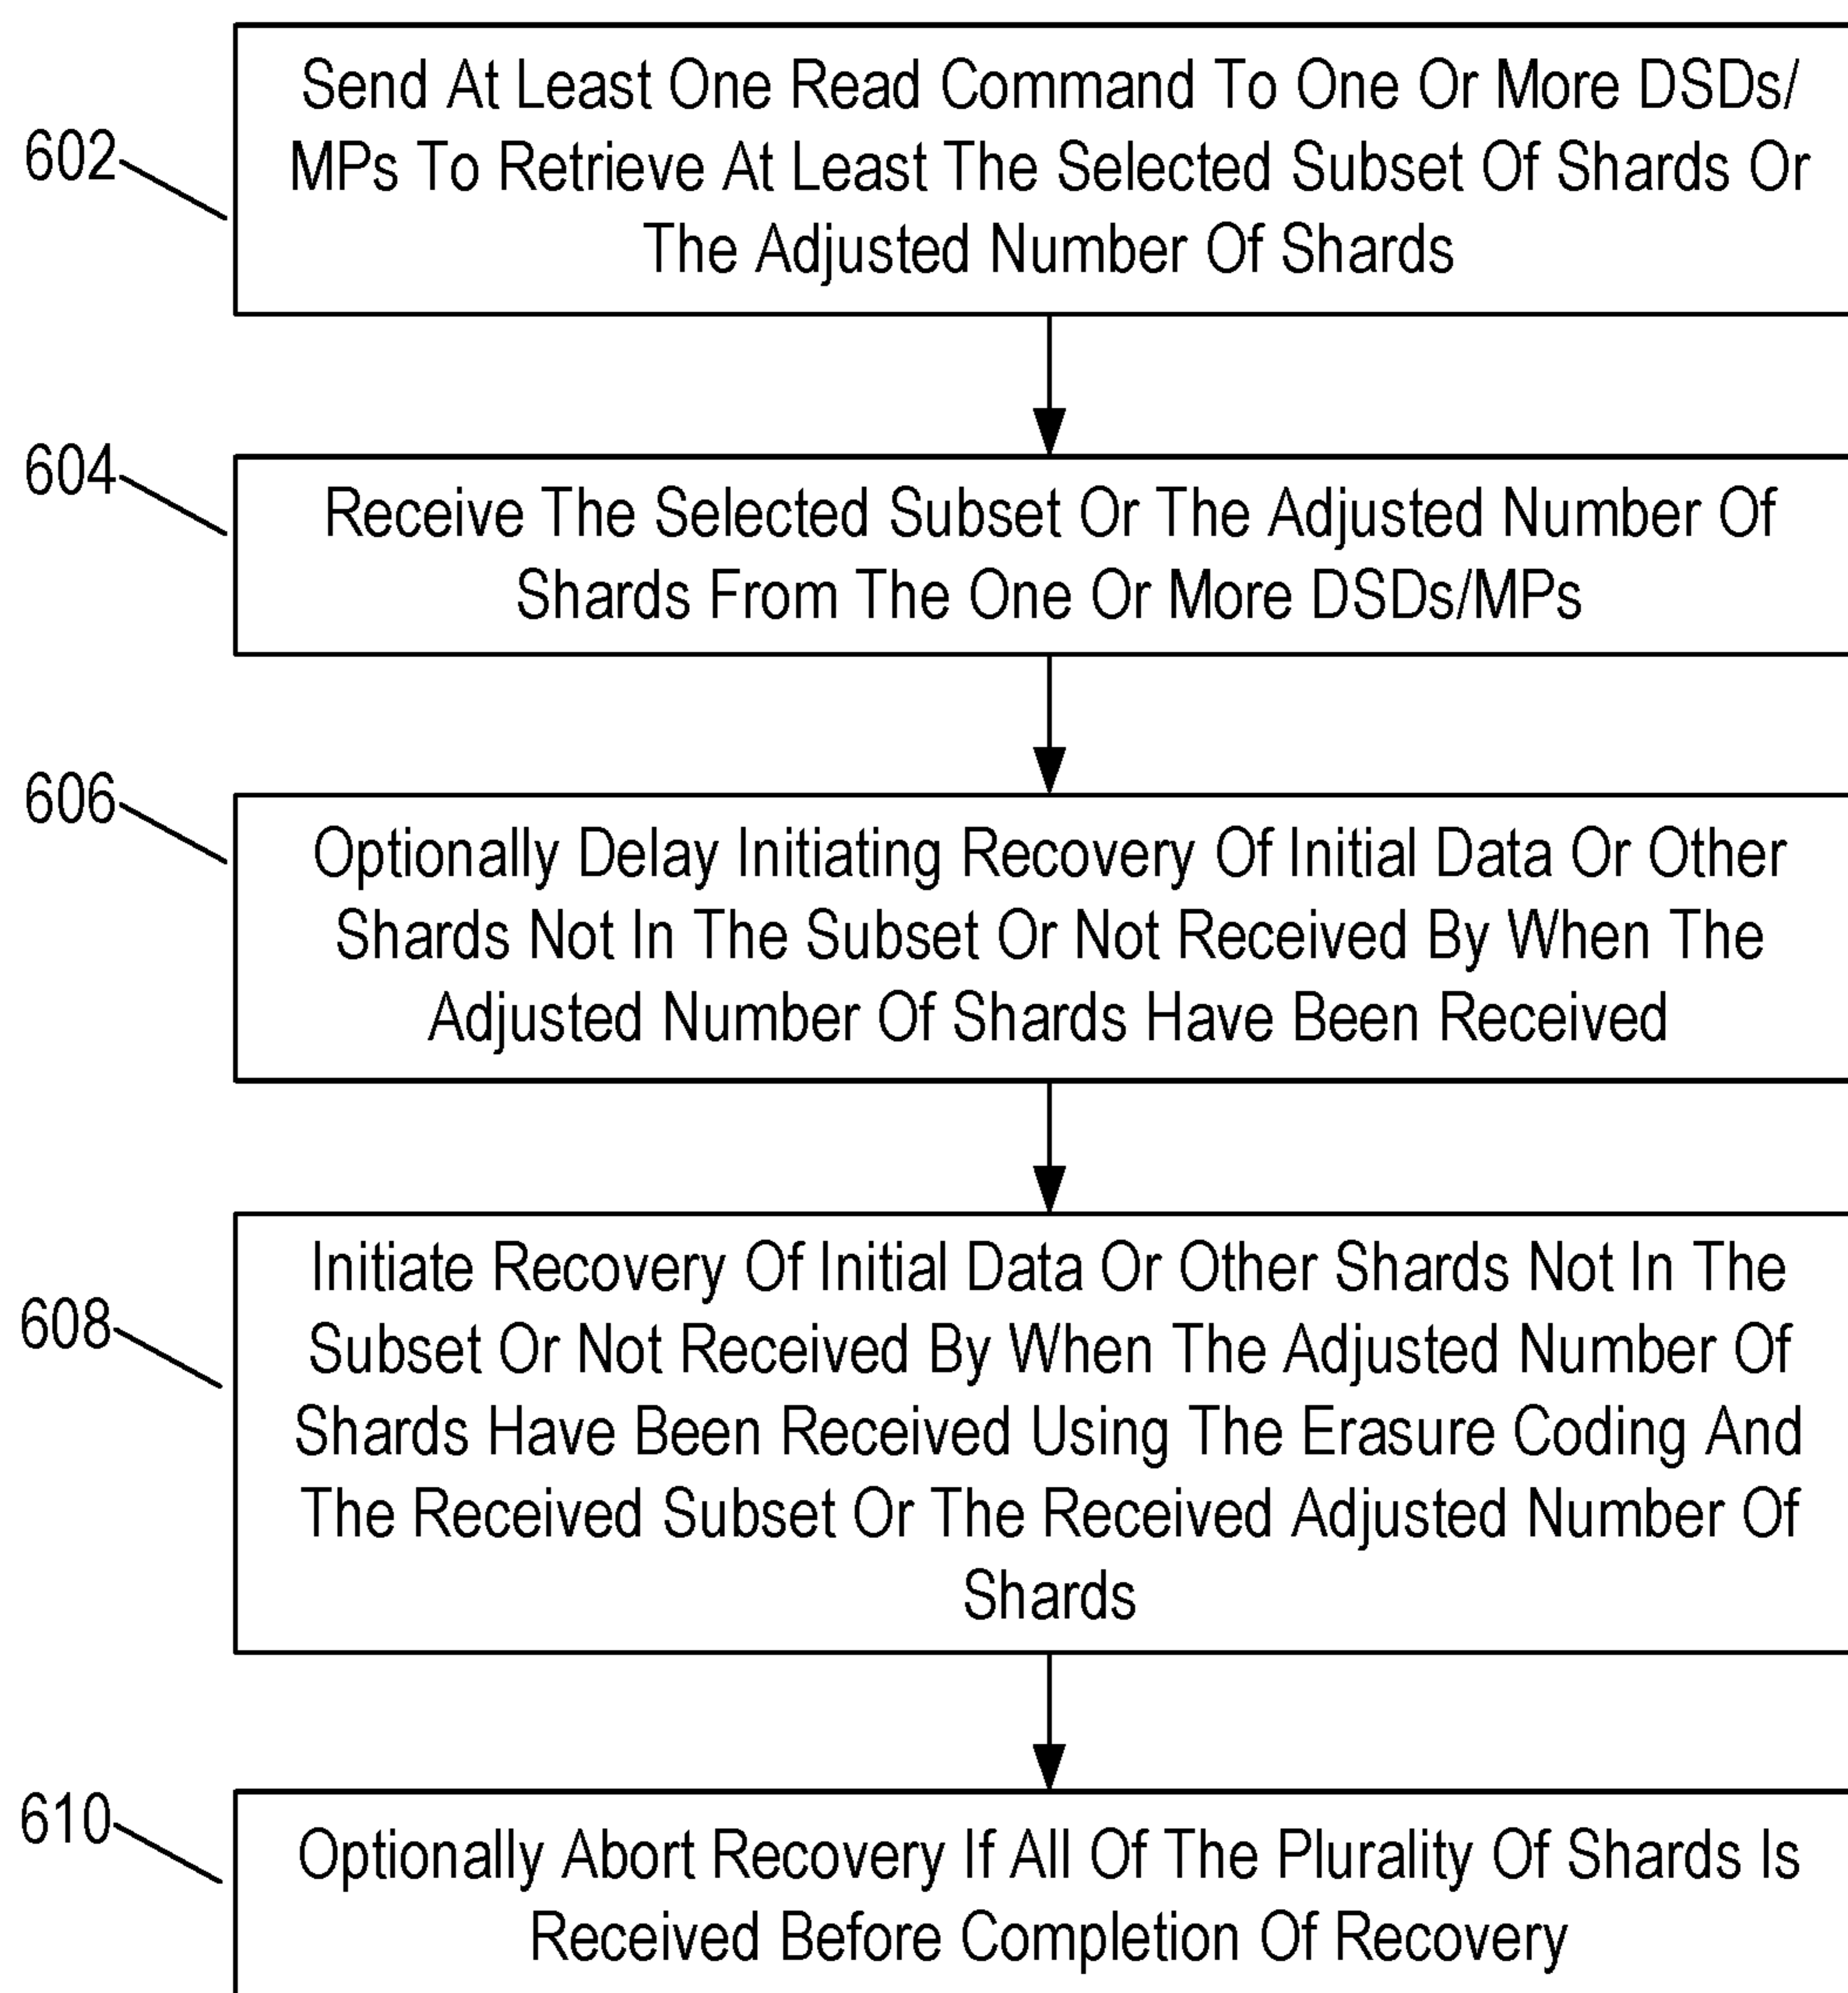 602
Send At Least One Read Command To One Or More DSDs/
MPs To Retrieve At Least The Selected Subset Of Shards Or
The Adjusted Number Of Shards
604
Receive The Selected Subset Or The Adjusted Number Of
Shards From The One Or More DSDs/MPs
606
Optionally Delay Initiating Recovery Of Initial Data Or Other
Shards Not In The Subset Or Not Received By When The
Adjusted Number Of Shards Have Been Received
608
Initiate Recovery Of Initial Data Or Other Shards Not In The
Subset Or Not Received By When The Adjusted Number Of
Shards Have Been Received Using The Erasure Coding And
The Received Subset Or The Received Adjusted Number Of
Shards
610
Optionally Abort Recovery If All Of The Plurality Of Shards Is
Received Before Completion Of Recovery